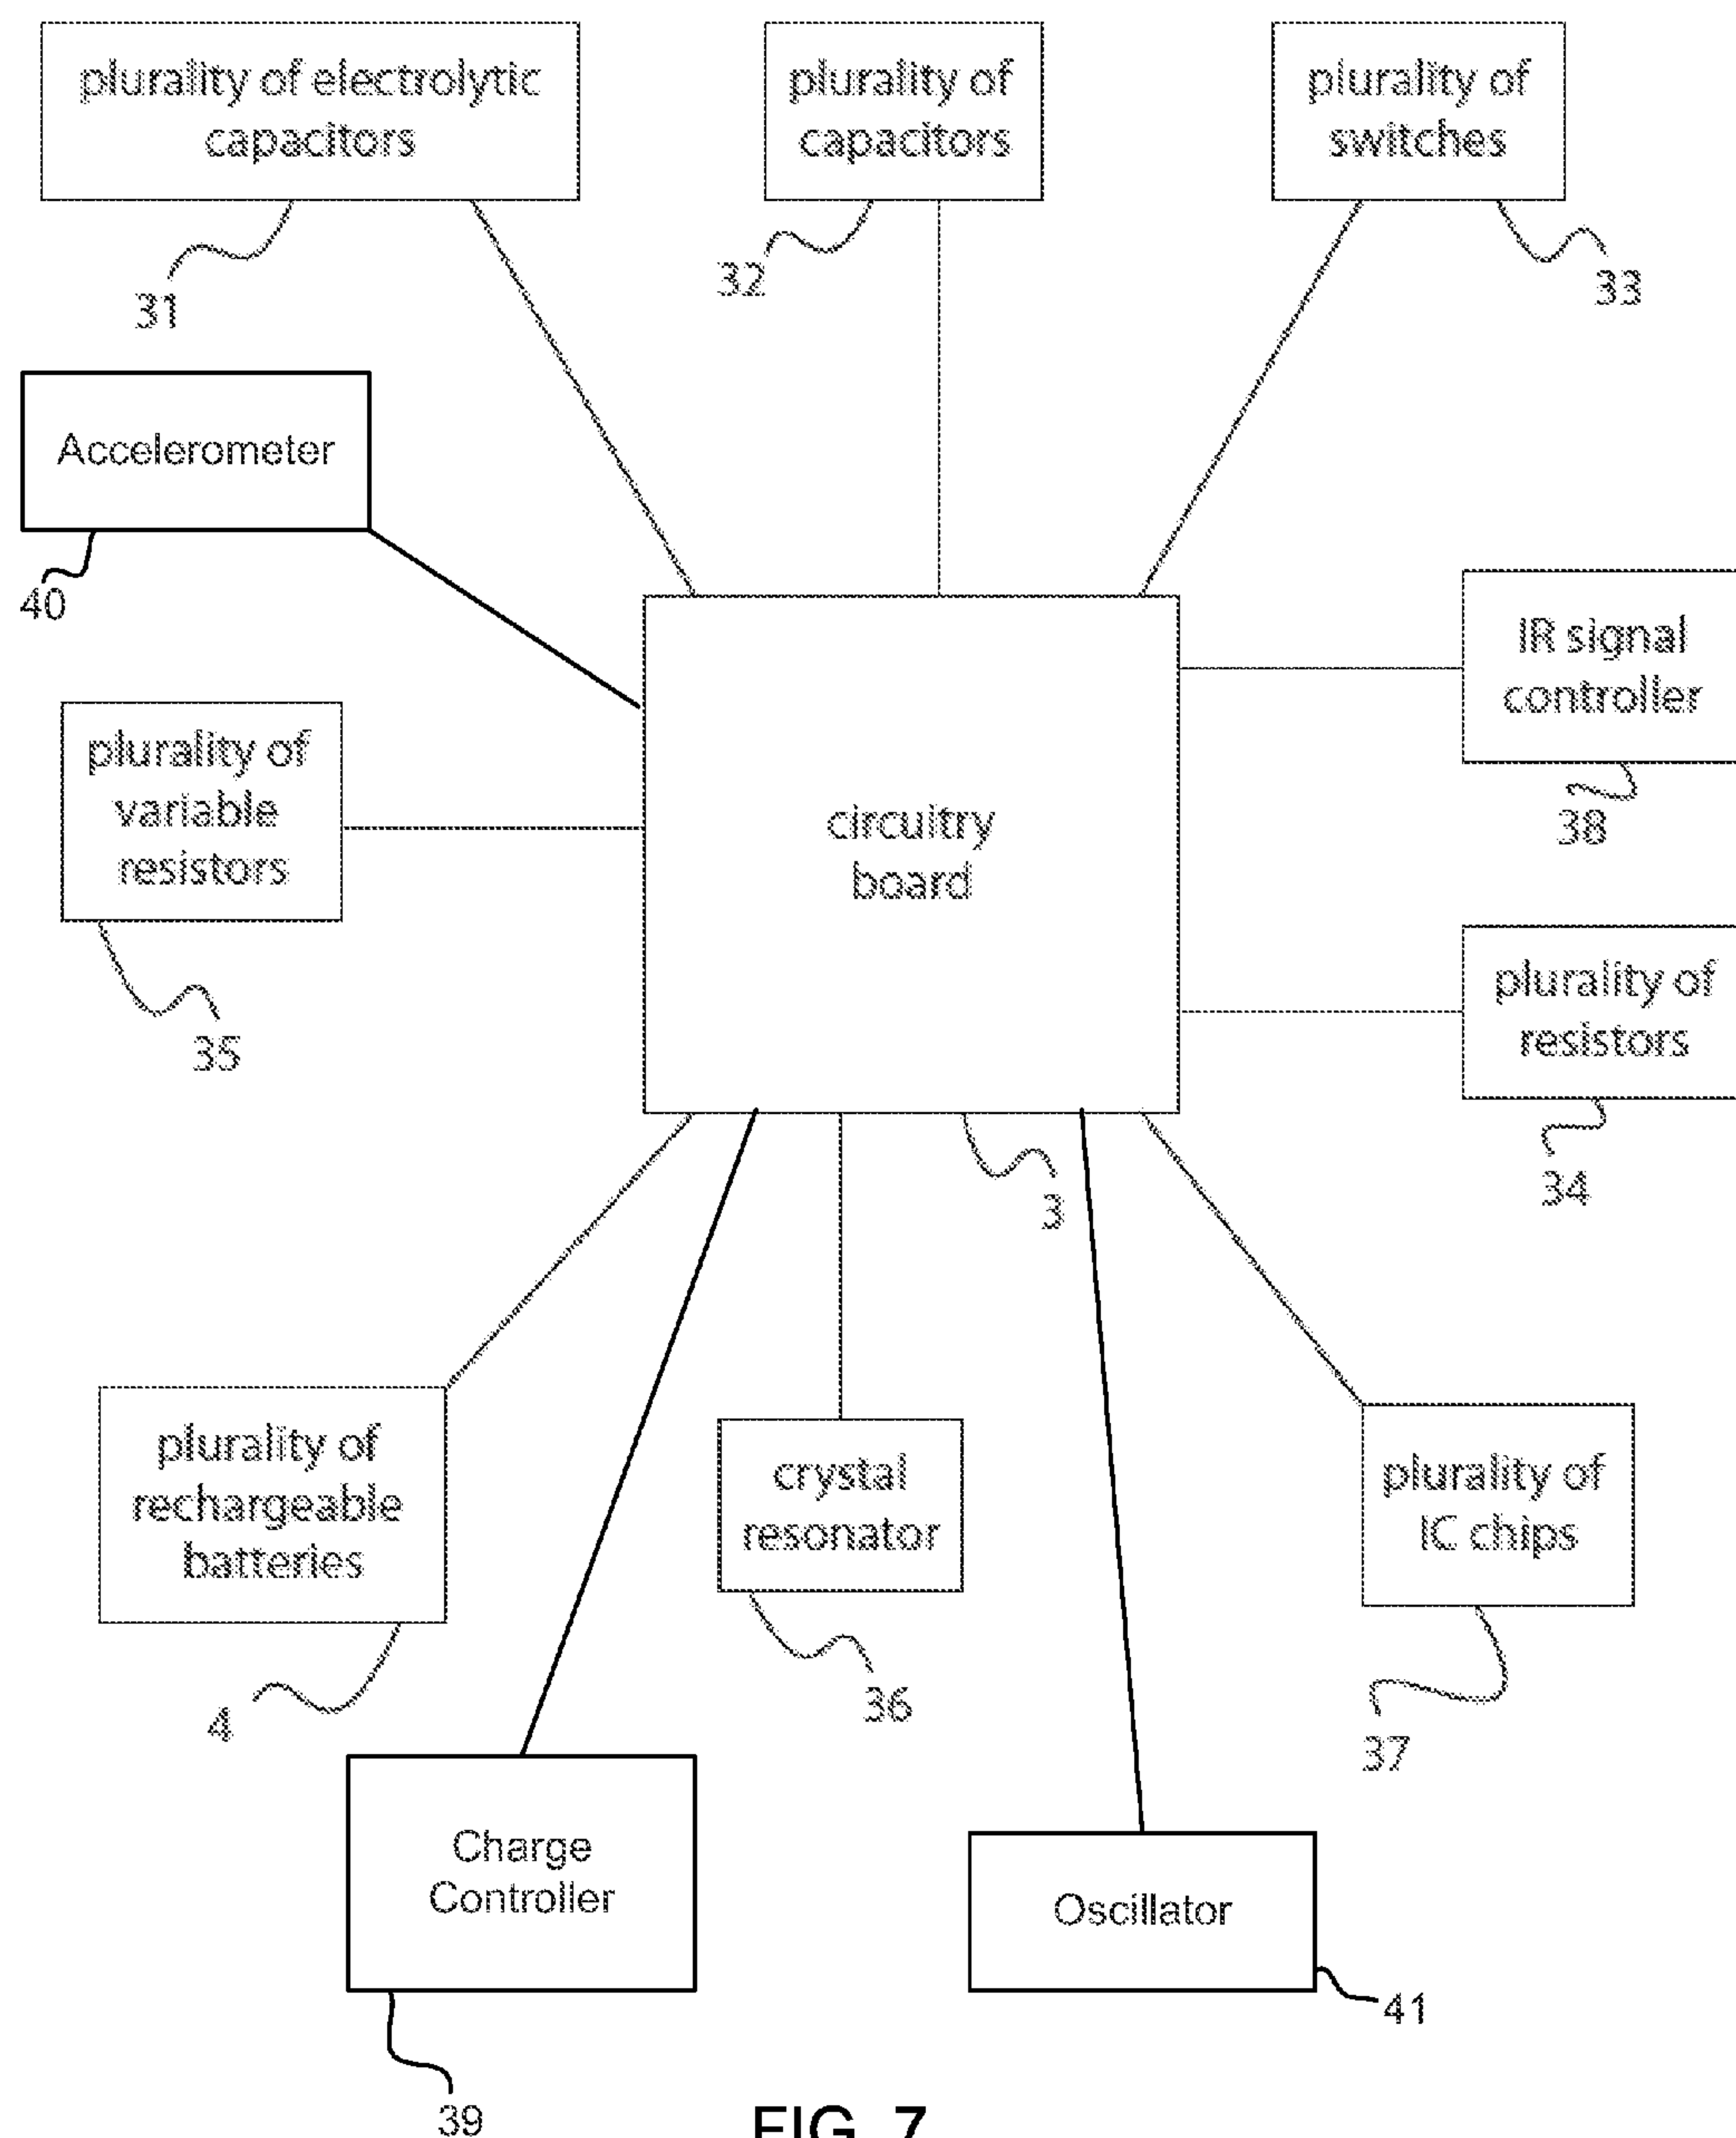 plurality of electrolytic
capacitors
31
plurality of
capacitors
32
plurality of
switches
33
Accelerometer
40
IR signal
controller
38
plurality of
variable
resistors
35
circuitry
board
3
plurality of
resistors
34
plurality of
rechargeable
batteries
4
crystal
resonator
36
plurality of
IC chips
37
Charge
Controller
39
Oscillator
41
FIG. 7